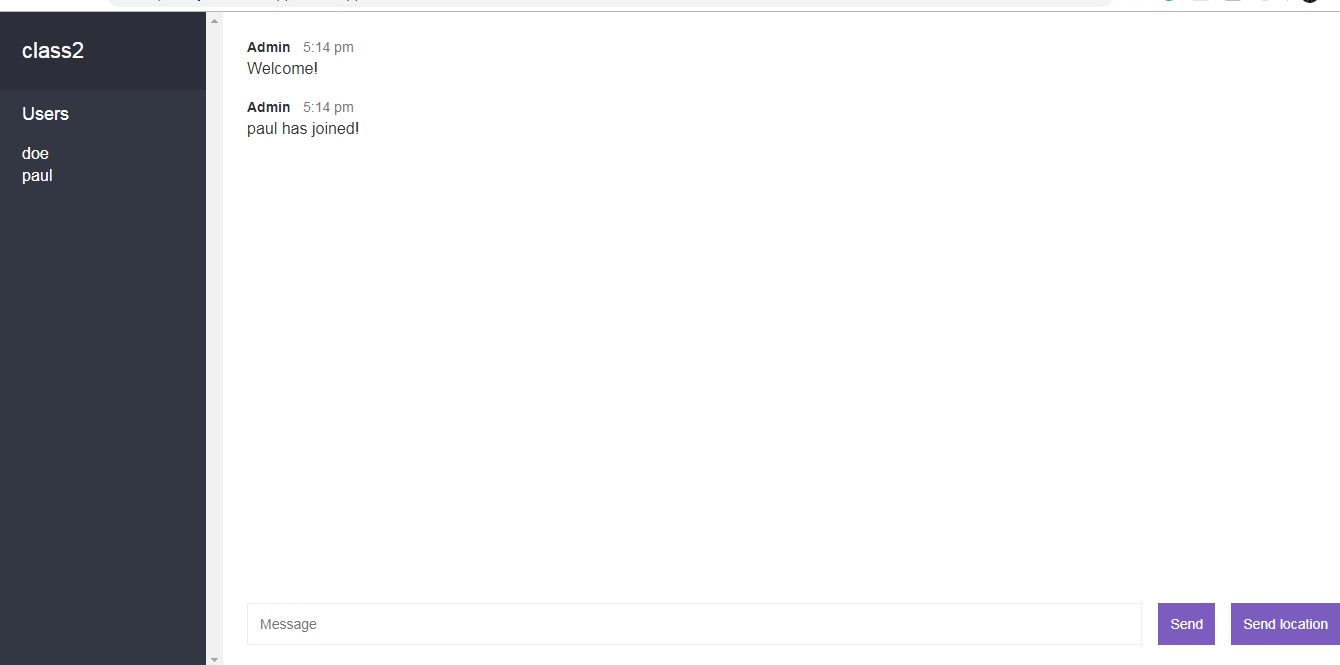 class2
Users
doe
paul
Admin 5:14 pm
Welcome!
Admin 5:14 pm
paul has joined!
Message
Send
Send location